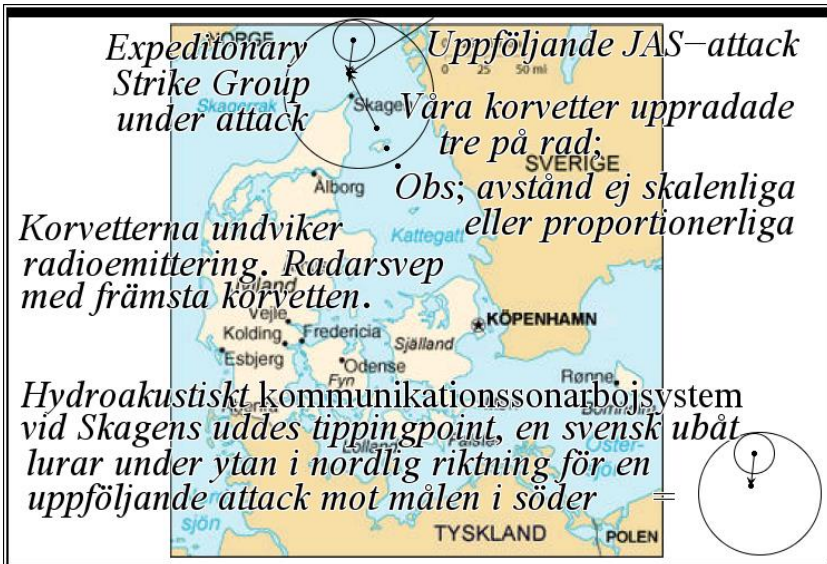 NORGE
Expeditonary
Strike Group
under attack
Uppföljande JAS-attack
0 25 50 mi
Skagerrak
Skagen
Våra korvetter uppradade
tre på rad;
SVERIGE
Ålborg
Obs; avstånd ej skalenliga
eller proportionerliga
Kattegatt
Korvetterna undviker
radioemittering. Radarsvep
med främsta korvetten.
Vejle
Kolding
Fredericia
Esbjerg
Odense
Fyn
Själland
KÖPENHAMN
Rønne
Hydroakustiskt kommunikationssonarbojsystem
vid Skagens uddes tippingpoint, en svensk ubåt
lurar under ytan i nordlig riktning för en
uppföljande attack mot målen i söder =
Lolland
Falster
sjön
TYSKLAND
POLEN